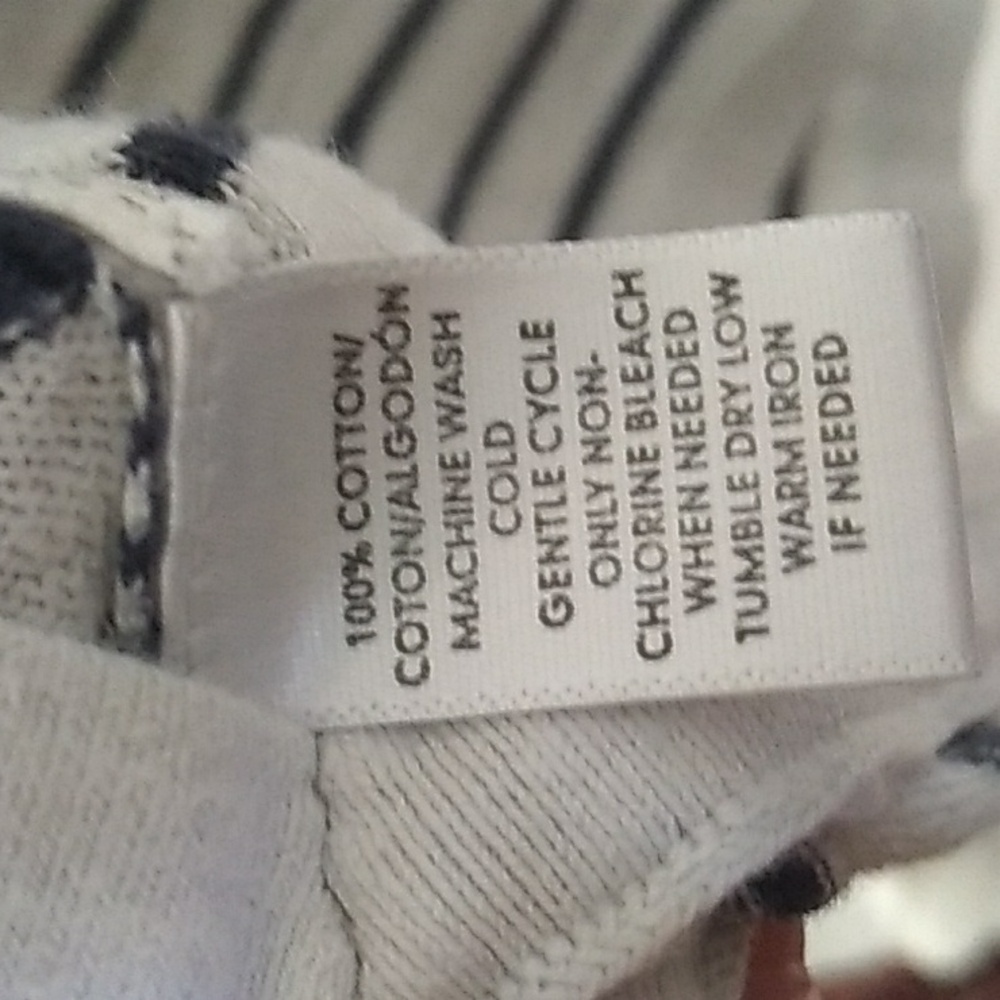 100% COTTON/
COTON/ALGODÓN
MACHINE WASH
COLD
GENTLE CYCLE
ONLY NON-
CHLORINE BLEACH
WHEN NEEDED
TUMBLE DRY LOW
WARM IRON
IF NEEDED